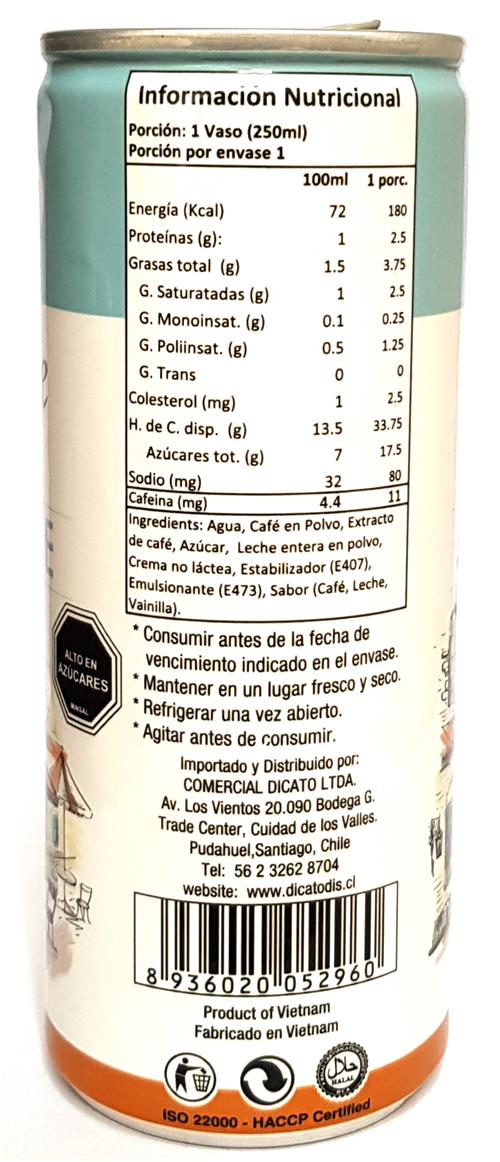 Información Nutricional
Porción: 1 Vaso (250ml)
Porción por envase 1
100ml 1 porc.
Energía (Kcal) 72 180
Proteínas (g): 1 2.5
Grasas total (g) 1.5 3.75
G. Saturatadas (g) 1 2.5
G. Monoinsat. (g) 0.1 0.25
G. Poliinsat. (g) 0.5 1.25
G. Trans 0 0
Colesterol (mg) 1 2.5
H. de C. disp. (g) 13.5 33.75
Azúcares tot. (g) 7 17.5
Sodio (mg) 32 80
Cafeina (mg) 4.4 11
Ingredients: Agua, Café en Polvo, Extracto
de café, Azúcar, Leche entera en polvo,
Crema no láctea, Estabilizador (E407),
Emulsionante (E473), Sabor (Café, Leche,
Vainilla).
ALTO EN
AZÚCARES
MINSAL
* Consumir antes de la fecha de
vencimiento indicado en el envase.
* Mantener en un lugar fresco y seco.
* Refrigerar una vez abierto.
* Agitar antes de consumir.
Importado y Distribuido por:
COMERCIAL DICATO LTDA.
Av. Los Vientos 20.090 Bodega G.
Trade Center, Cuidad de los Valles.
Pudahuel,Santiago, Chile
Tel: 56 2 3262 8704
website: www.dicatodis.cl
8 936020 052960
Product of Vietnam
Fabricado en Vietnam
حلال
HALAL
ISO 22000 - HACCP Certified